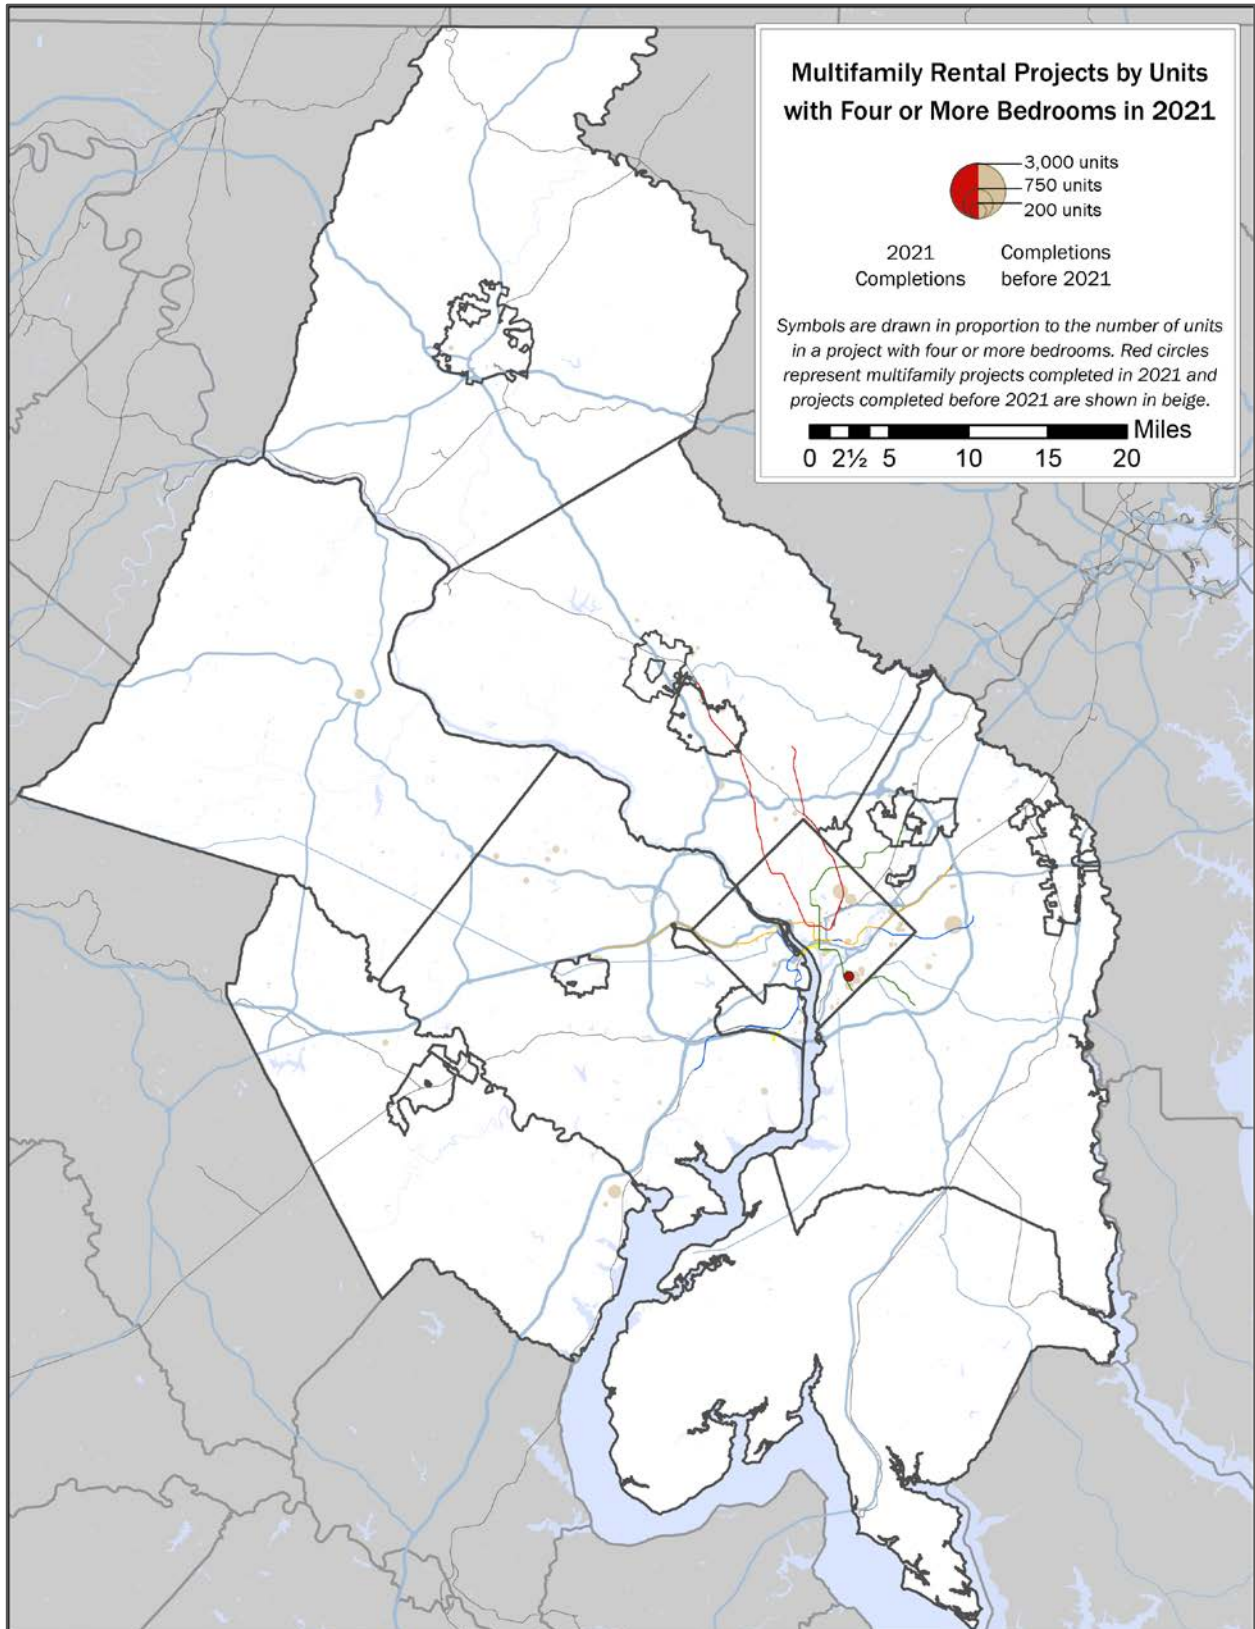 Multifamily Rental Projects by Units
with Four or More Bedrooms in 2021
3,000 units
750 units
200 units
2021
Completions
Completions
before 2021
Symbols are drawn in proportion to the number of units
in a project with four or more bedrooms. Red circles
represent multifamily projects completed in 2021 and
projects completed before 2021 are shown in beige.
Miles
0 2½ 5 10 15 20